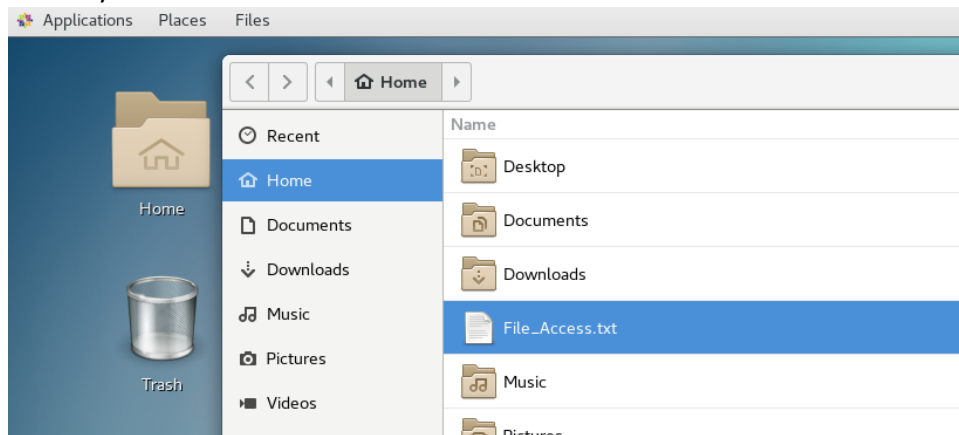 Applications Places Files
Home
Trash
Home
Recent
Home
Documents
Downloads
Music
Pictures
Videos
Name
Desktop
Documents
Downloads
File_Access.txt
Music
Pictures